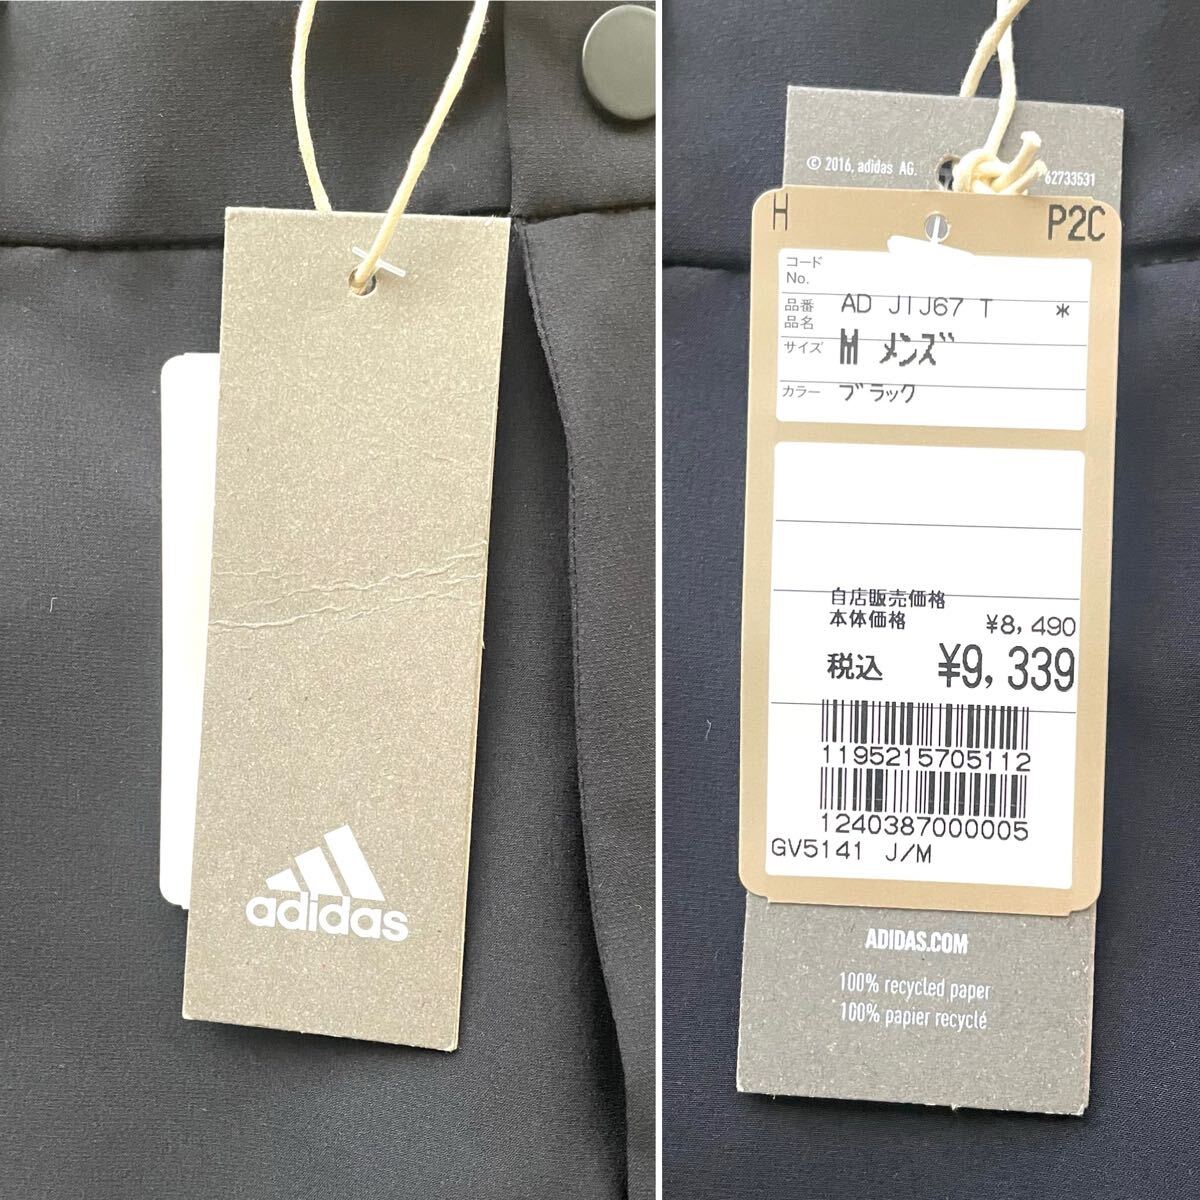 adidas
© 2016, adidas AG.
62733531
H P2C
コード
No.
品番 AD JIJ67 T *
品名
サイズ M メンズ
カラー ブラック
自店販売価格
本体価格 ¥8,490
税込 ¥9,339
1195215705112
1240387000005
GV5141 J/M
ADIDAS.COM
100% recycled paper
100% papier recyclé